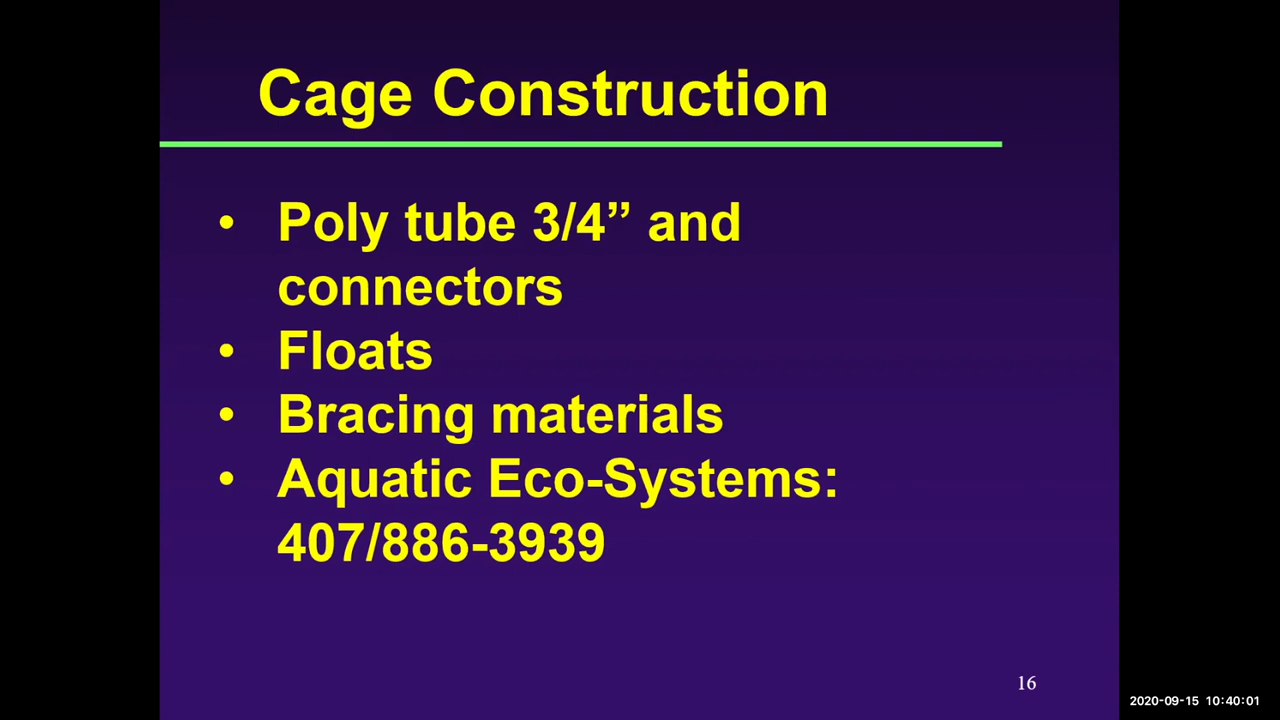 Cage Construction
• Poly tube 3/4” and
connectors
• Floats
• Bracing materials
• Aquatic Eco-Systems:
407/886-3939
16
2020-09-15 10:40:01